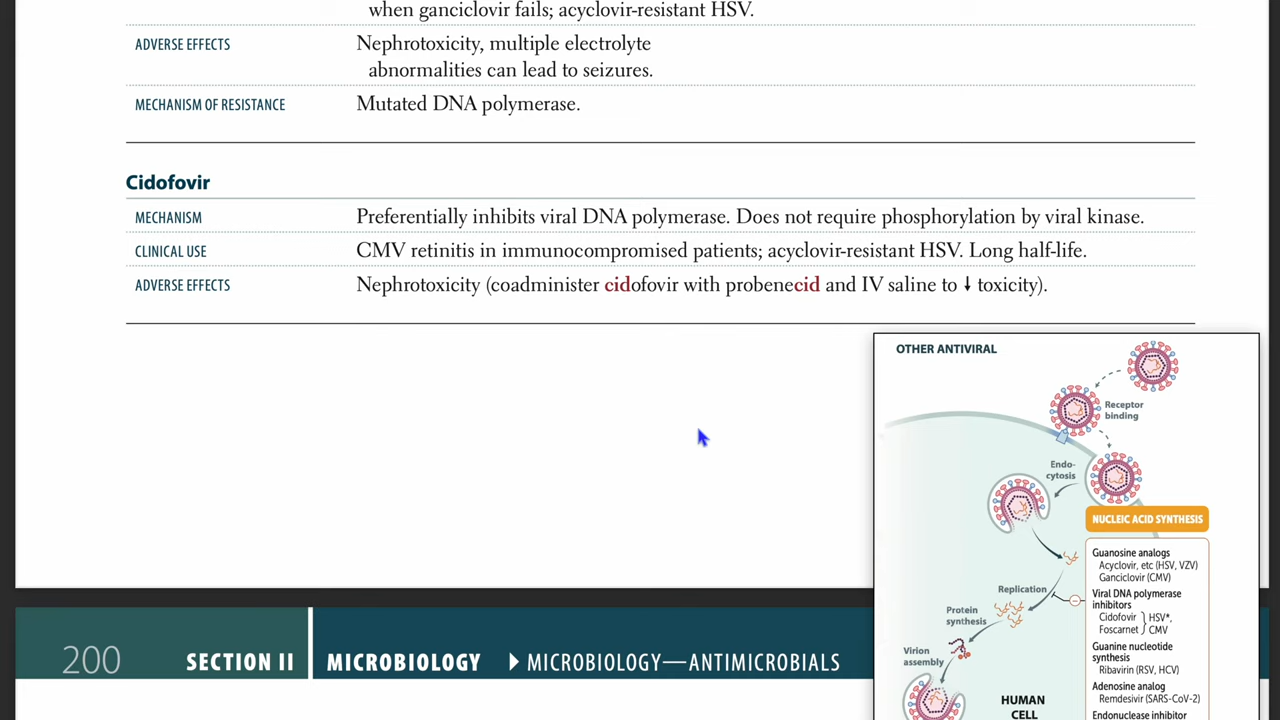 when ganciclovir fails; acyclovir-resistant HSV.
ADVERSE EFFECTS Nephrotoxicity, multiple electrolyte
abnormalities can lead to seizures.
MECHANISM OF RESISTANCE Mutated DNA polymerase.
Cidofovir
MECHANISM Preferentially inhibits viral DNA polymerase. Does not require phosphorylation by viral kinase.
CLINICAL USE CMV retinitis in immunocompromised patients; acyclovir-resistant HSV. Long half-life.
ADVERSE EFFECTS Nephrotoxicity (coadminister cidofovir with probenecid and IV saline to ↓ toxicity).
OTHER ANTIVIRAL
Receptor
binding
Endo-
cytosis
NUCLEIC ACID SYNTHESIS
Guanosine analogs
Acyclovir, etc (HSV, VZV)
Ganciclovir (CMV)
Replication
Viral DNA polymerase
inhibitors
Cidofovir } HSV*,
Foscarnet } CMV
Protein
synthesis
Guanine nucleotide
synthesis
Ribavirin (RSV, HCV)
Virion
assembly
Adenosine analog
Remdesivir (SARS-CoV-2)
HUMAN
CELL
Endonuclease inhibitor
200 SECTION II MICROBIOLOGY ▶ MICROBIOLOGY—ANTIMICROBIALS